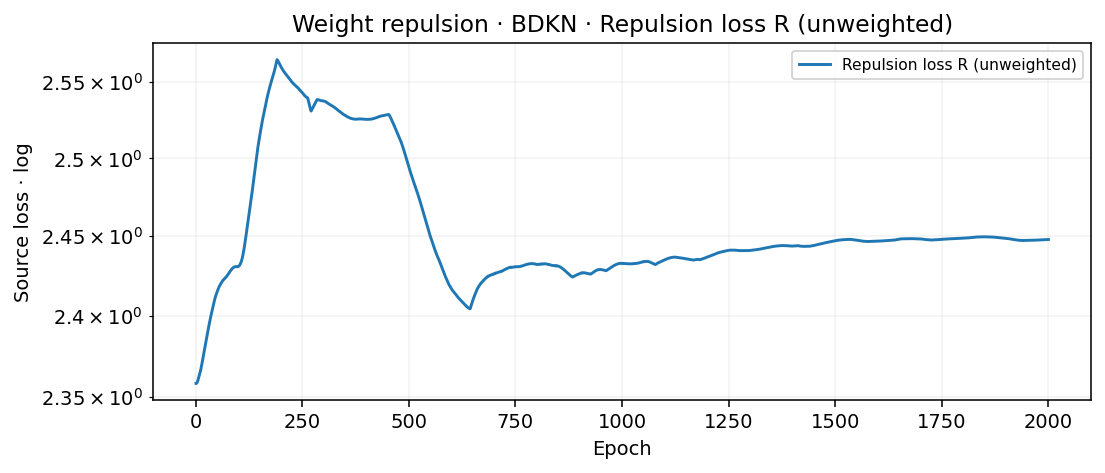 Weight repulsion · BDKN · Repulsion loss R (unweighted)
Repulsion loss R (unweighted)
Source loss · log
2.55 × 10⁰
2.5 × 10⁰
2.45 × 10⁰
2.4 × 10⁰
2.35 × 10⁰
0 250 500 750 1000 1250 1500 1750 2000
Epoch